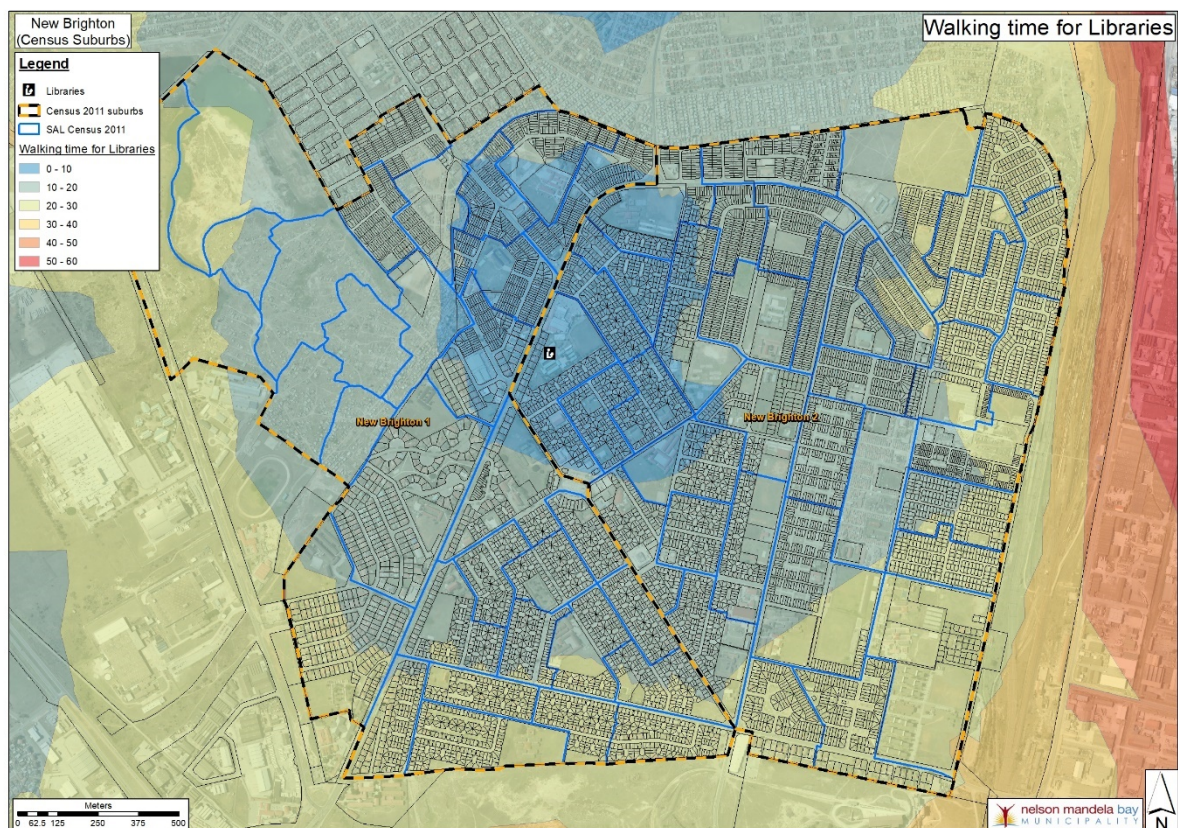 New Brighton
(Census Suburbs)
Walking time for Libraries
Legend
Libraries
Census 2011 suburbs
SAL Census 2011
Walking time for Libraries
0 - 10
10 - 20
20 - 30
30 - 40
40 - 50
50 - 60
New Brighton 1
New Brighton 2
Meters
0 62.5 125 250 375 500
nelson mandela bay
MUNICIPALITY
N